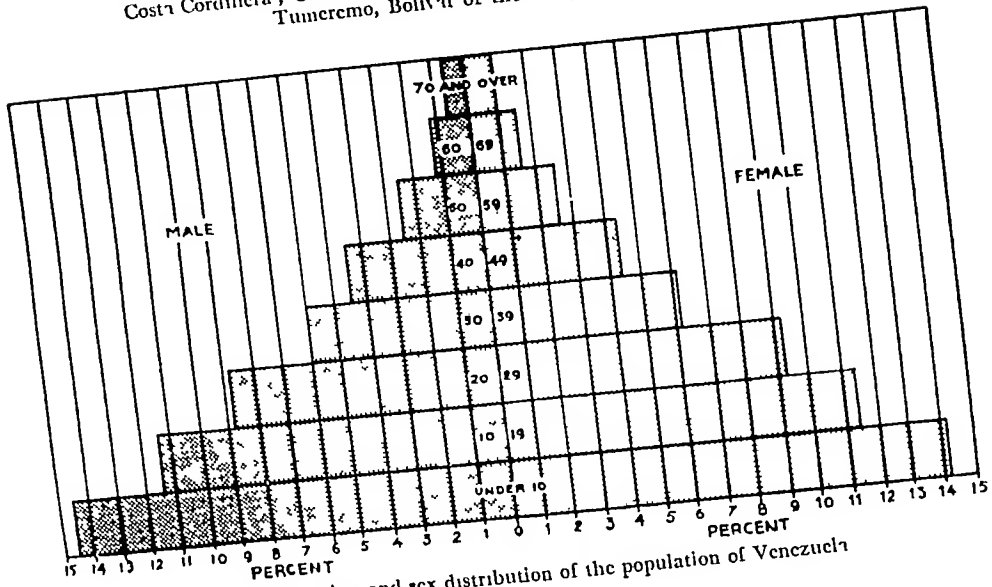 Tumeremo,
70 AND OVER
60 69
50 59
FEMALE
MALE
40 49
30 39
20 29
10 19
UNDER 10
15 14 13 12 11 10 9 8 7 6 5 4 3 2 1 0 1 2 3 4 5 6 7 8 9 10 11 12 13 14 15
PERCENT PERCENT
and sex distribution of the population of Venezuela